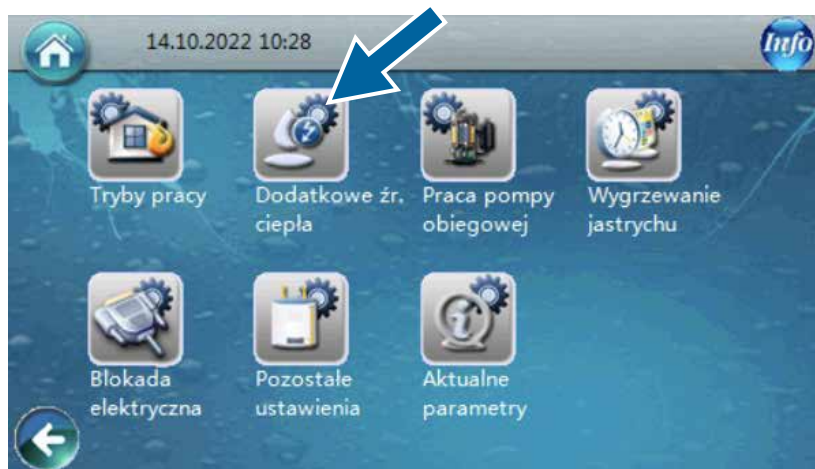 14.10.2022 10:28
Info
Tryby pracy
Dodatkowe źr.
ciepła
Praca pompy
obiegowej
Wygrzewanie
jastrychu
Blokada
elektryczna
Pozostałe
ustawienia
Aktualne
parametry